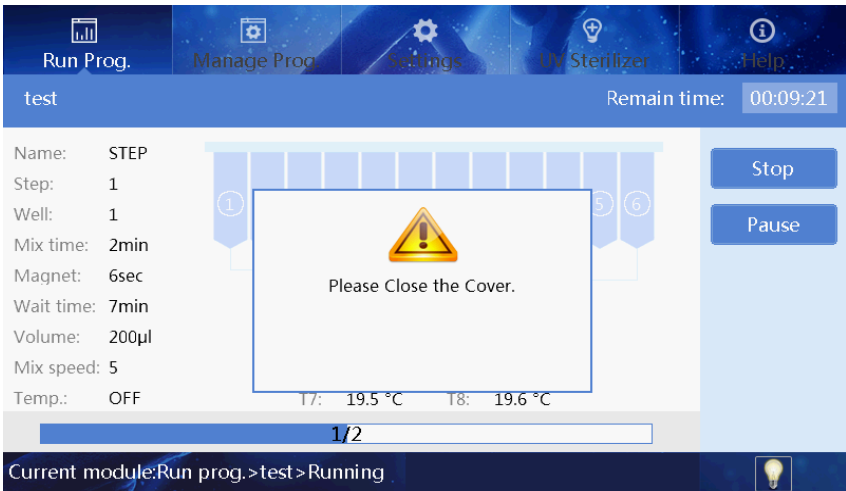 Run Prog. Manage Prog. Settings UV Sterilizer Help
test Remain time: 00:09:21
Name: STEP
Step: 1
Well: 1
Mix time: 2min
Magnet: 6sec
Wait time: 7min
Volume: 200µl
Mix speed: 5
Temp.: OFF
1 5 6
Please Close the Cover.
T7: 19.5 °C T8: 19.6 °C
Stop
Pause
1/2
Current module:Run prog.>test>Running